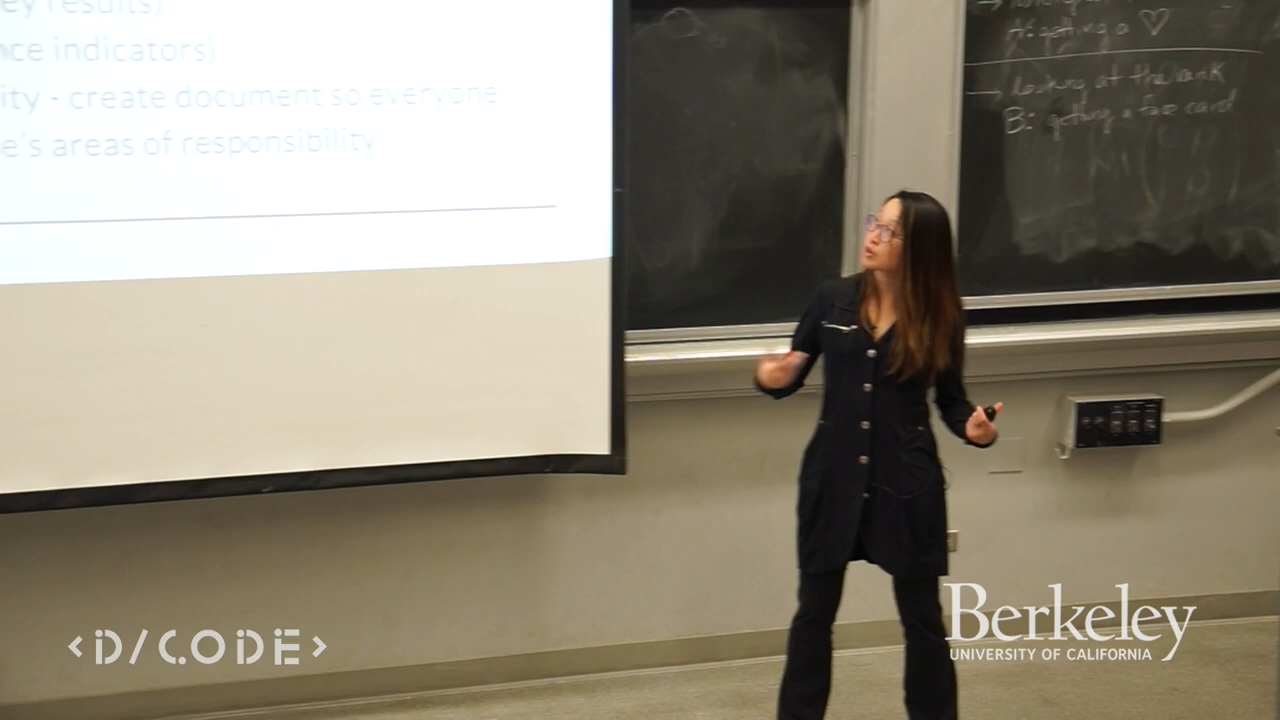 ey results)
nce indicators)
ity - create document so everyone
e's areas of responsibility
A: getting a ♡
→ looking at the rank
B: getting a face card
<D/CODE>
Berkeley
UNIVERSITY OF CALIFORNIA